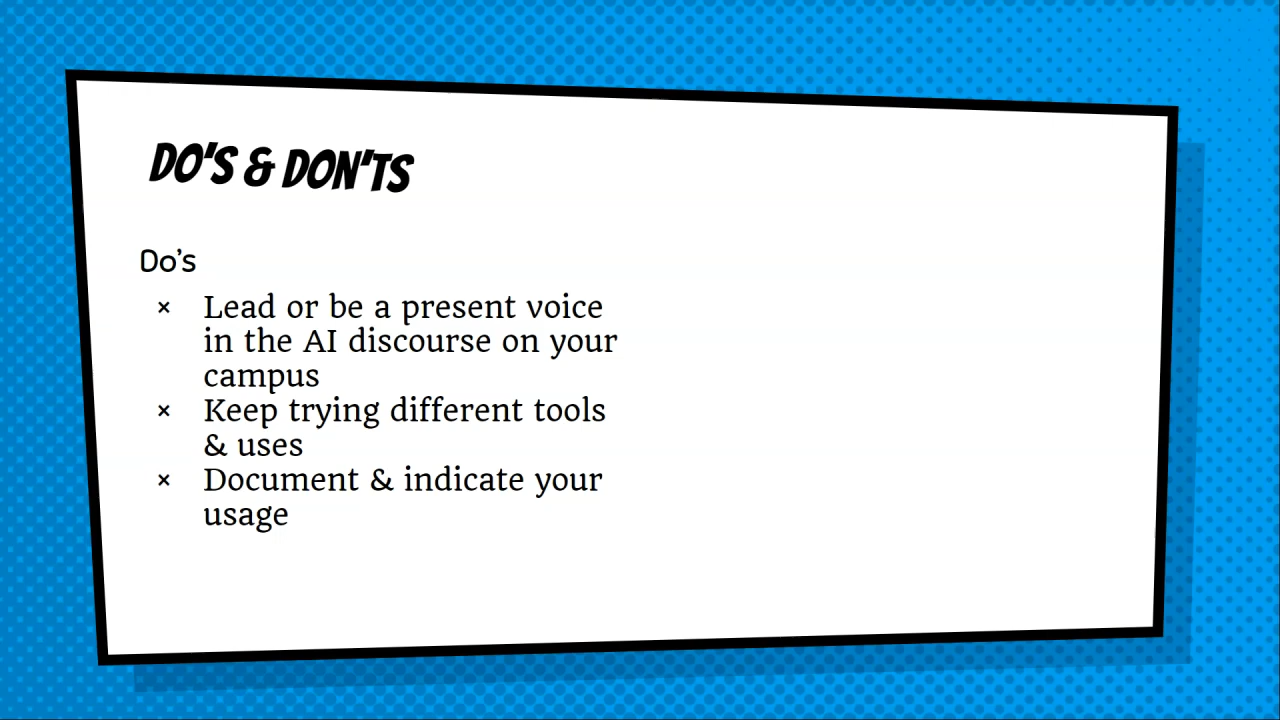 DO'S & DON'TS
Do's
× Lead or be a present voice
in the AI discourse on your
campus
× Keep trying different tools
& uses
× Document & indicate your
usage